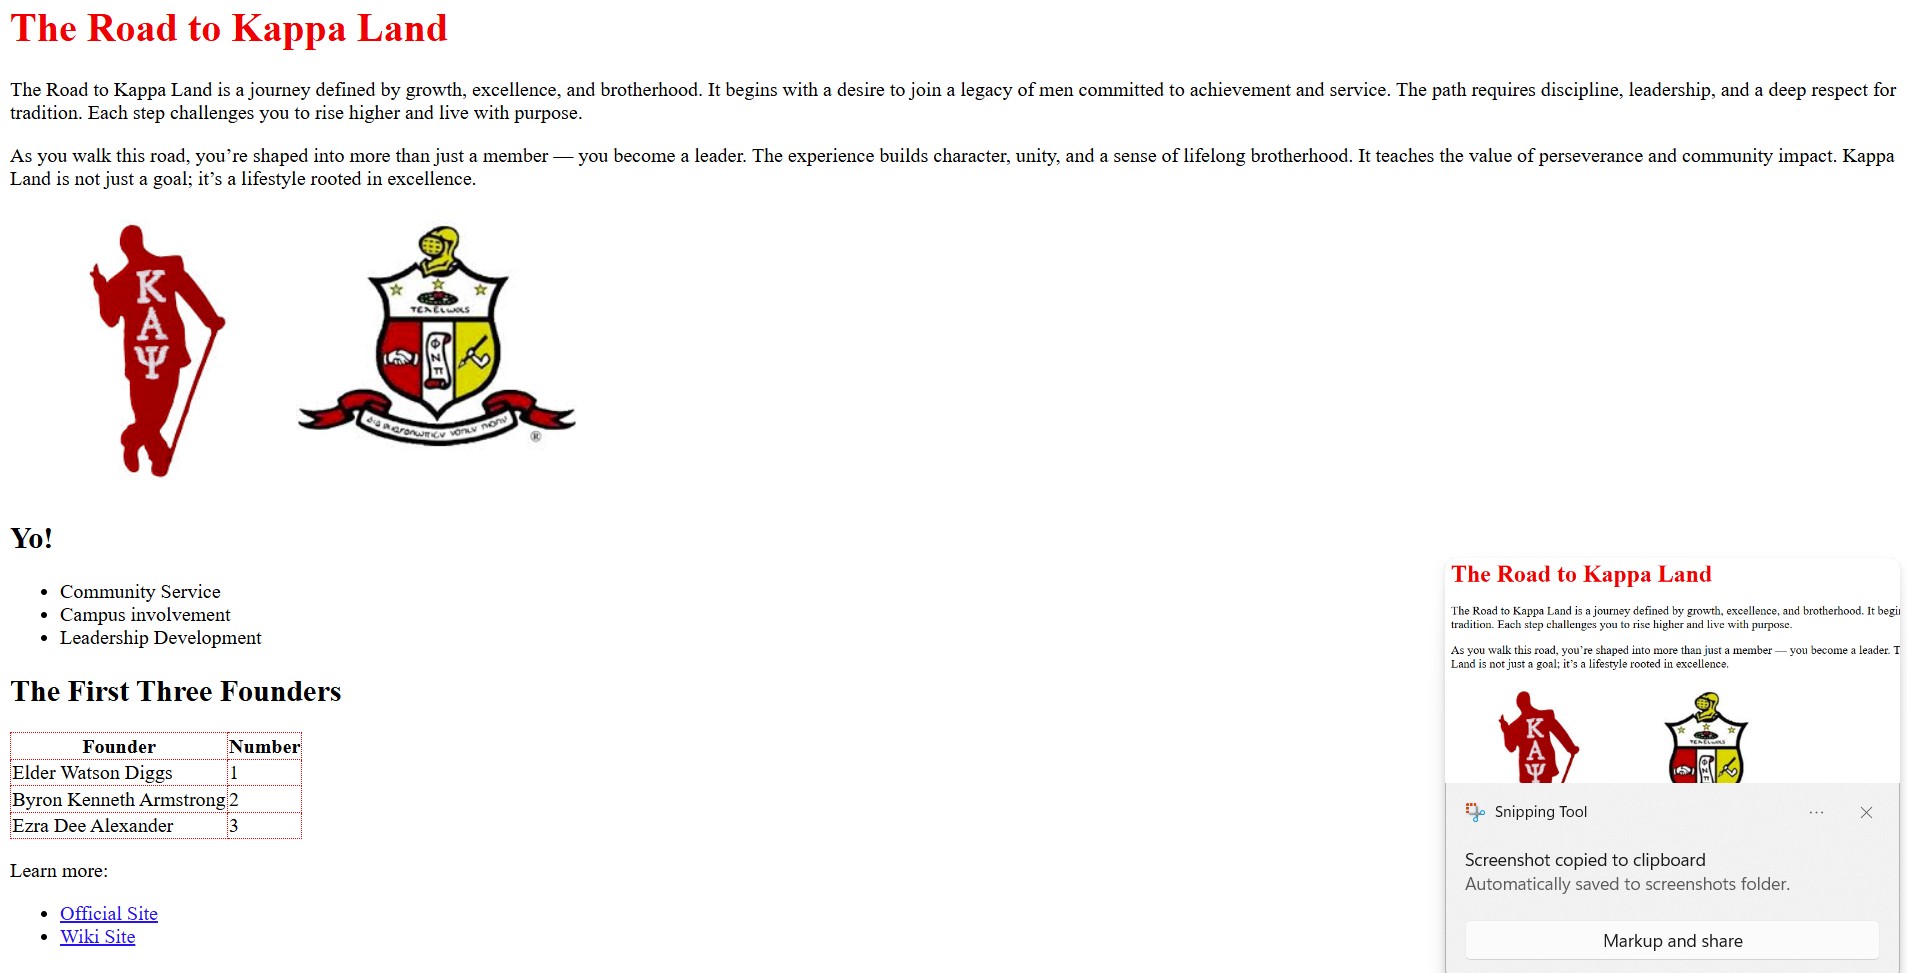 The Road to Kappa Land
The Road to Kappa Land is a journey defined by growth, excellence, and brotherhood. It begins with a desire to join a legacy of men committed to achievement and service. The path requires discipline, leadership, and a deep respect for
tradition. Each step challenges you to rise higher and live with purpose.
As you walk this road, you’re shaped into more than just a member — you become a leader. The experience builds character, unity, and a sense of lifelong brotherhood. It teaches the value of perseverance and community impact. Kappa
Land is not just a goal; it’s a lifestyle rooted in excellence.
Κ
Α
Ψ
Φ
Ν
π
®
Yo!
• Community Service
• Campus involvement
• Leadership Development
The First Three Founders
Founder Number
Elder Watson Diggs 1
Byron Kenneth Armstrong 2
Ezra Dee Alexander 3
Learn more:
• Official Site
• Wiki Site
The Road to Kappa Land
The Road to Kappa Land is a journey defined by growth, excellence, and brotherhood. It begi
tradition. Each step challenges you to rise higher and live with purpose.
As you walk this road, you’re shaped into more than just a member — you become a leader. T
Land is not just a goal; it’s a lifestyle rooted in excellence.
Κ
Α
Ψ
Snipping Tool
Screenshot copied to clipboard
Automatically saved to screenshots folder.
Markup and share